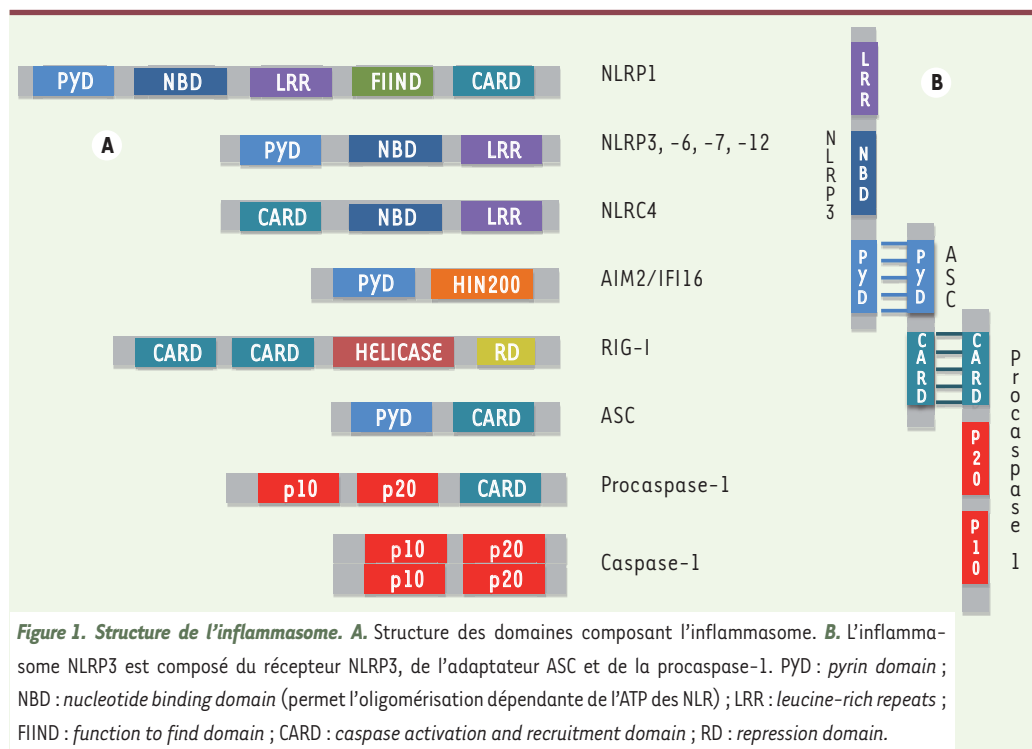 PYD NBD LRR FIIND CARD NLRP1
A
PYD NBD LRR NLRP3, -6, -7, -12
CARD NBD LRR NLRC4
PYD HIN200 AIM2/IFI16
CARD CARD HELICASE RD RIG-I
PYD CARD ASC
p10 p20 CARD Procaspase-1
p10 p20
p10 p20
Caspase-1
B
LRR
NBD
NLRP3
PYD
PYD
ASC
CARD
CARD
P20
P10
Procaspase 1
Figure 1. Structure de l’inflammasome. A. Structure des domaines composant l’inflammasome. B. L’inflamma-
some NLRP3 est composé du récepteur NLRP3, de l’adaptateur ASC et de la procaspase-1. PYD : pyrin domain ;
NBD : nucleotide binding domain (permet l’oligomérisation dépendante de l’ATP des NLR) ; LRR : leucine-rich repeats ;
FIIND : function to find domain ; CARD : caspase activation and recruitment domain ; RD : repression domain.